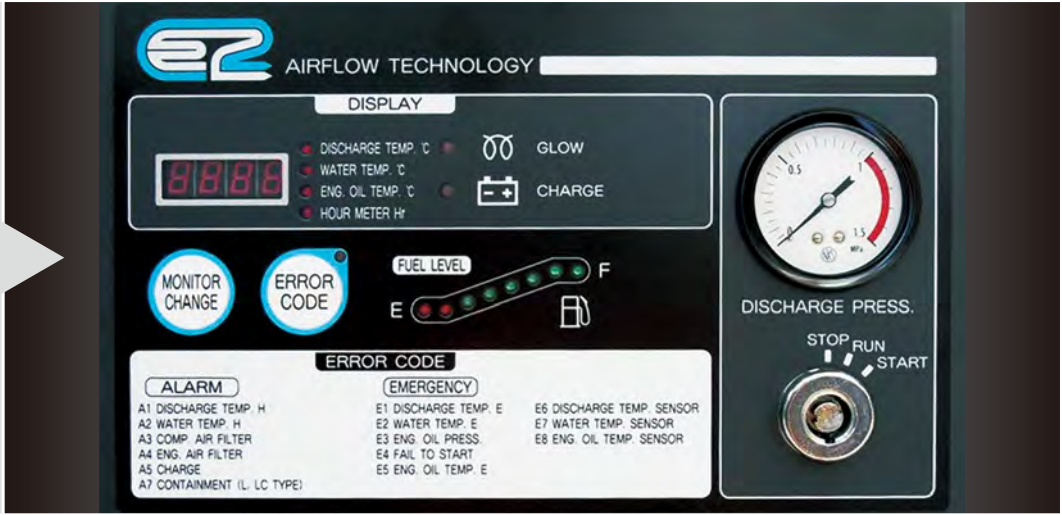 e2 AIRFLOW TECHNOLOGY
DISPLAY
8888
DISCHARGE TEMP. ℃
WATER TEMP. ℃
ENG. OIL TEMP. ℃
HOUR METER Hr
GLOW
CHARGE
MONITOR
CHANGE
ERROR
CODE
FUEL LEVEL
E
F
0
0.5
1
1.5
MPa
DISCHARGE PRESS.
STOP
RUN
START
ERROR CODE
ALARM
A1 DISCHARGE TEMP. H
A2 WATER TEMP. H
A3 COMP. AIR FILTER
A4 ENG. AIR FILTER
A5 CHARGE
A7 CONTAINMENT (L, LC TYPE)
EMERGENCY
E1 DISCHARGE TEMP. E
E2 WATER TEMP. E
E3 ENG. OIL PRESS.
E4 FAIL TO START
E5 ENG. OIL TEMP. E
E6 DISCHARGE TEMP. SENSOR
E7 WATER TEMP. SENSOR
E8 ENG. OIL TEMP. SENSOR